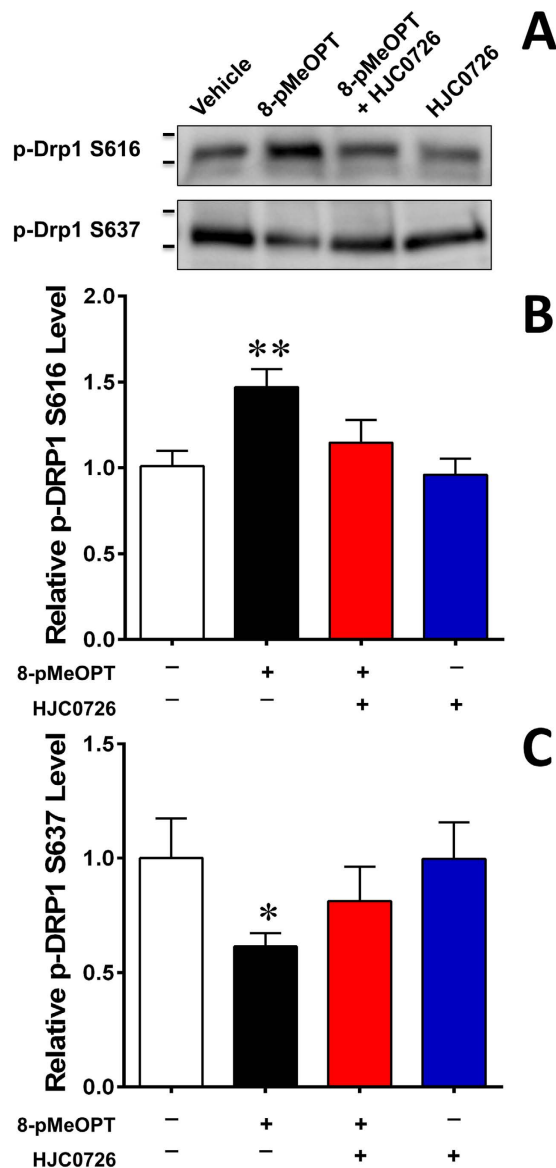 A
Vehicle
8-pMeOPT
8-pMeOPT
+ HJC0726
HJC0726
p-Drp1 S616
p-Drp1 S637
B
Relative p-DRP1 S616 Level
2.0
1.5
1.0
0.5
0.0
**
8-pMeOPT – + + –
HJC0726 – – + +
C
Relative p-DRP1 S637 Level
1.5
1.0
0.5
0.0
*
8-pMeOPT – + + –
HJC0726 – – + +